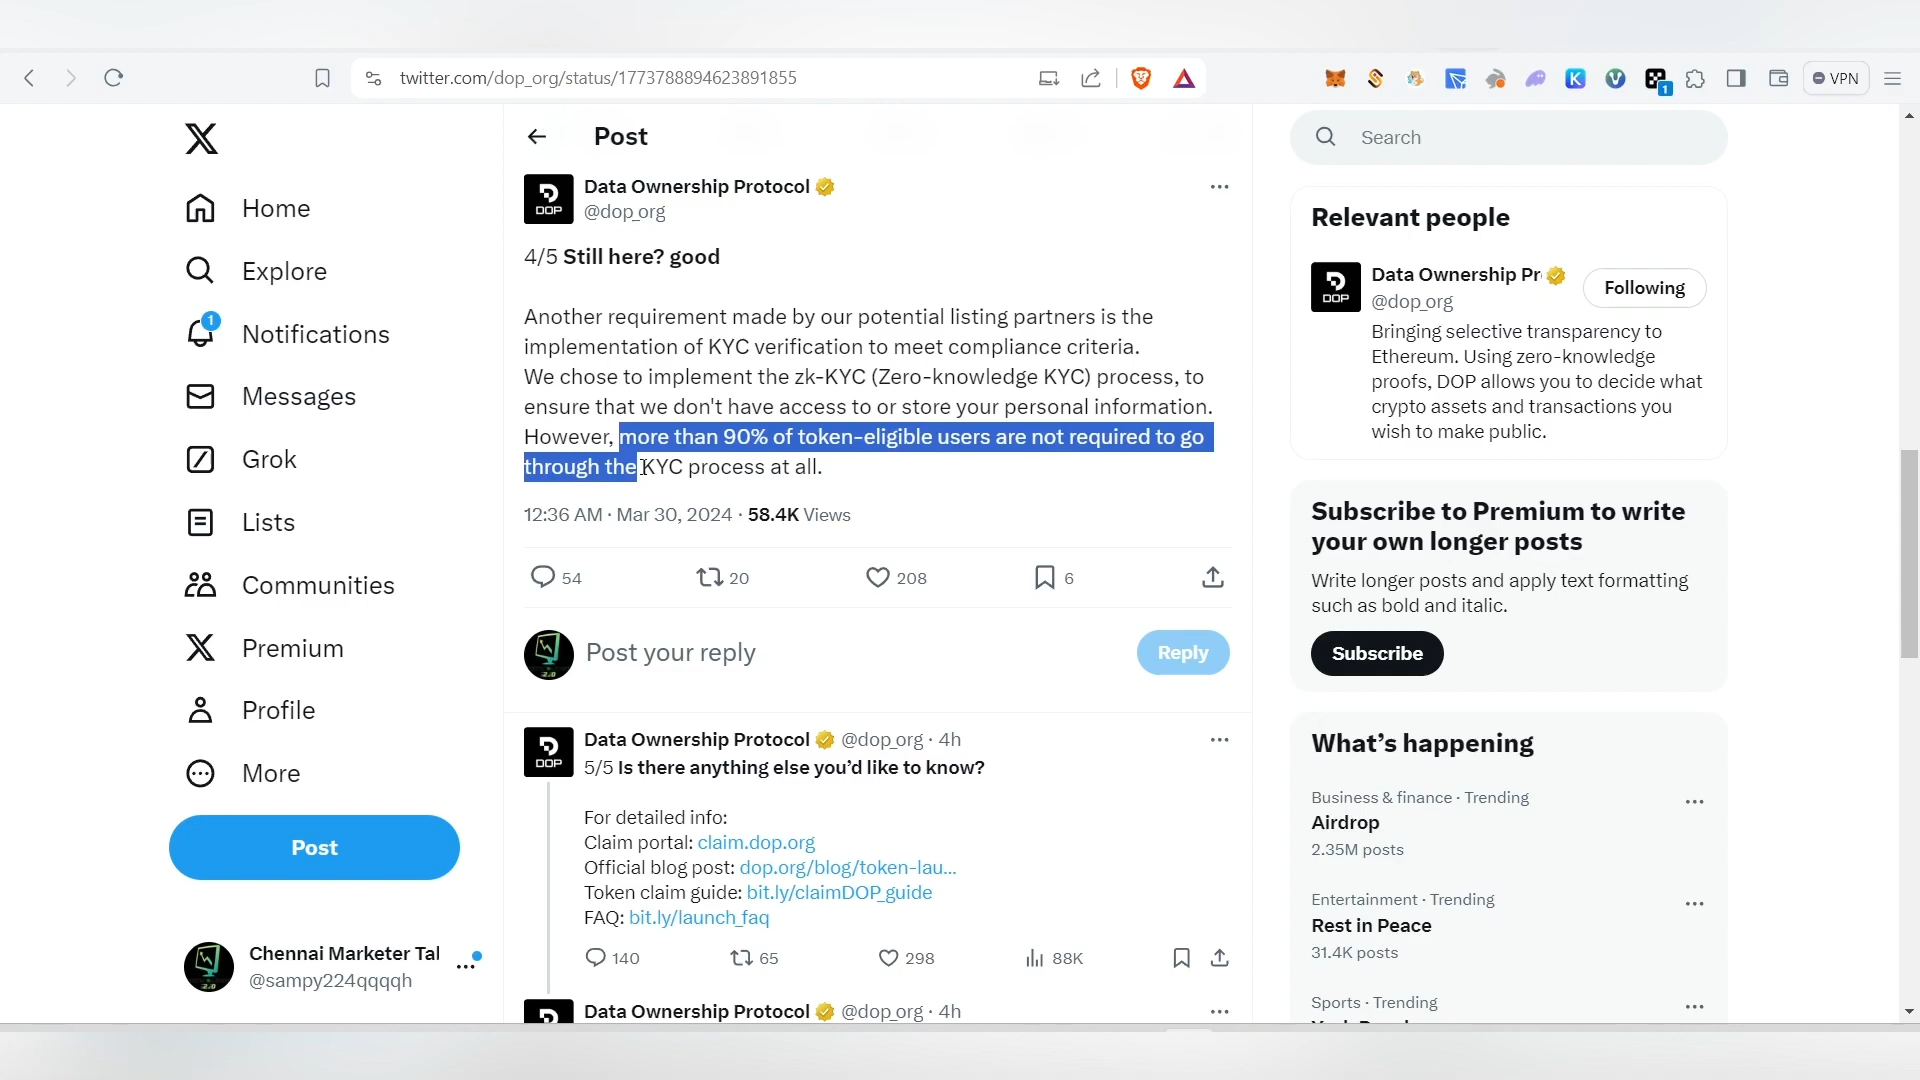 twitter.com/dop_org/status/1773788894623891855
1
VPN
Home
Explore
1
Notifications
Messages
Grok
Lists
Communities
Premium
Profile
More
Post
Chennai Marketer Tal
@sampy224qqqqh
Post
DOP
Data Ownership Protocol
@dop_org
4/5 Still here? good
Another requirement made by our potential listing partners is the
implementation of KYC verification to meet compliance criteria.
We chose to implement the zk-KYC (Zero-knowledge KYC) process, to
ensure that we don't have access to or store your personal information.
However, more than 90% of token-eligible users are not required to go
through the KYC process at all.
12:36 AM · Mar 30, 2024 · 58.4K Views
54
20
208
6
2.0
Post your reply
Reply
DOP
Data Ownership Protocol @dop_org · 4h
5/5 Is there anything else you’d like to know?
For detailed info:
Claim portal: claim.dop.org
Official blog post: dop.org/blog/token-lau...
Token claim guide: bit.ly/claimDOP_guide
FAQ: bit.ly/launch_faq
140
65
298
88K
Data Ownership Protocol @dop_org · 4h
Search
Relevant people
DOP
Data Ownership Pr
@dop_org
Following
Bringing selective transparency to
Ethereum. Using zero-knowledge
proofs, DOP allows you to decide what
crypto assets and transactions you
wish to make public.
Subscribe to Premium to write
your own longer posts
Write longer posts and apply text formatting
such as bold and italic.
Subscribe
What’s happening
Business & finance · Trending
Airdrop
2.35M posts
Entertainment · Trending
Rest in Peace
31.4K posts
Sports · Trending